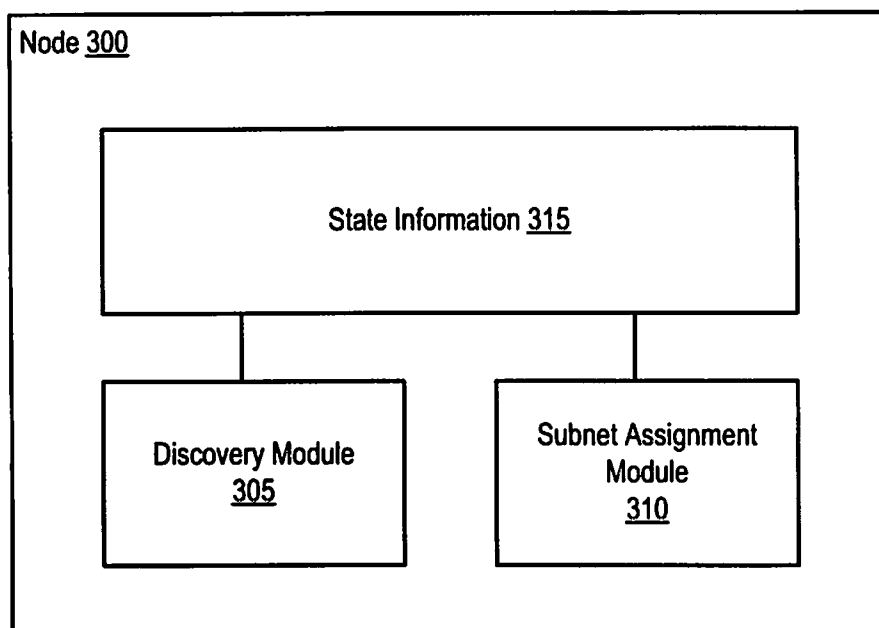 Node 300
State Information 315
Discovery Module
305
Subnet Assignment
Module
310